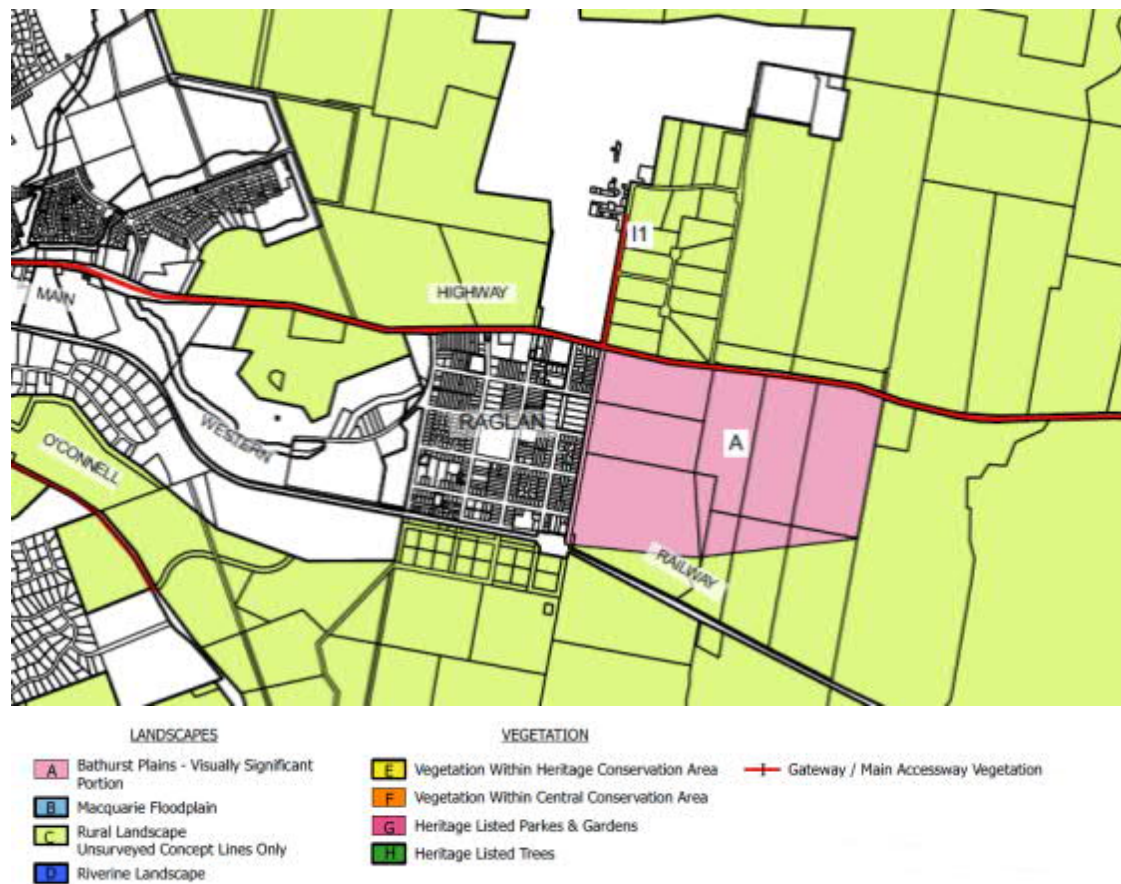 I1
HIGHWAY
MAIN
RAGLAN
A
WESTERN
O'CONNELL
RAILWAY
LANDSCAPES
A Bathurst Plains - Visually Significant
Portion
B Macquarie Floodplain
C Rural Landscape
Unsurveyed Concept Lines Only
D Riverine Landscape
VEGETATION
E Vegetation Within Heritage Conservation Area
F Vegetation Within Central Conservation Area
G Heritage Listed Parkes & Gardens
H Heritage Listed Trees
I Gateway / Main Accessway Vegetation